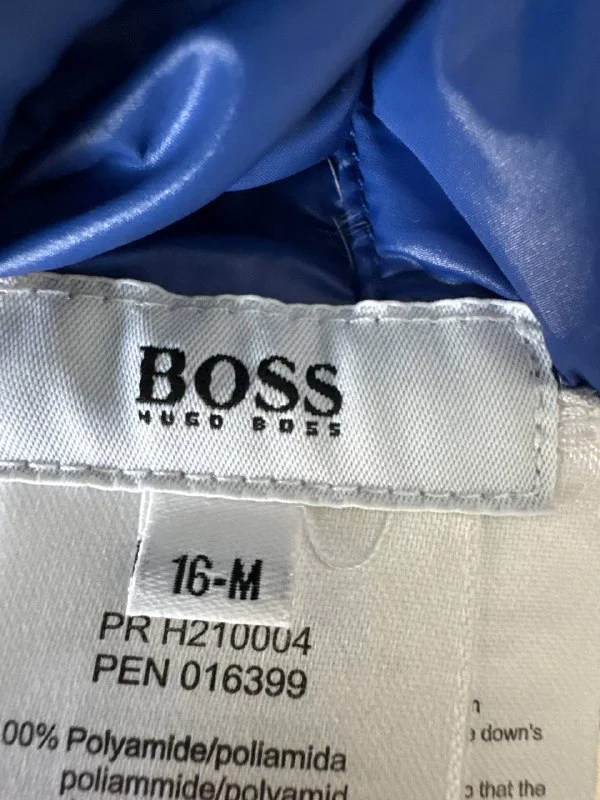 BOSS
HUGO BOSS
16-M
PR H210004
PEN 016399
00% Polyamide/poliamida
poliammide/polyamid
down's
that the